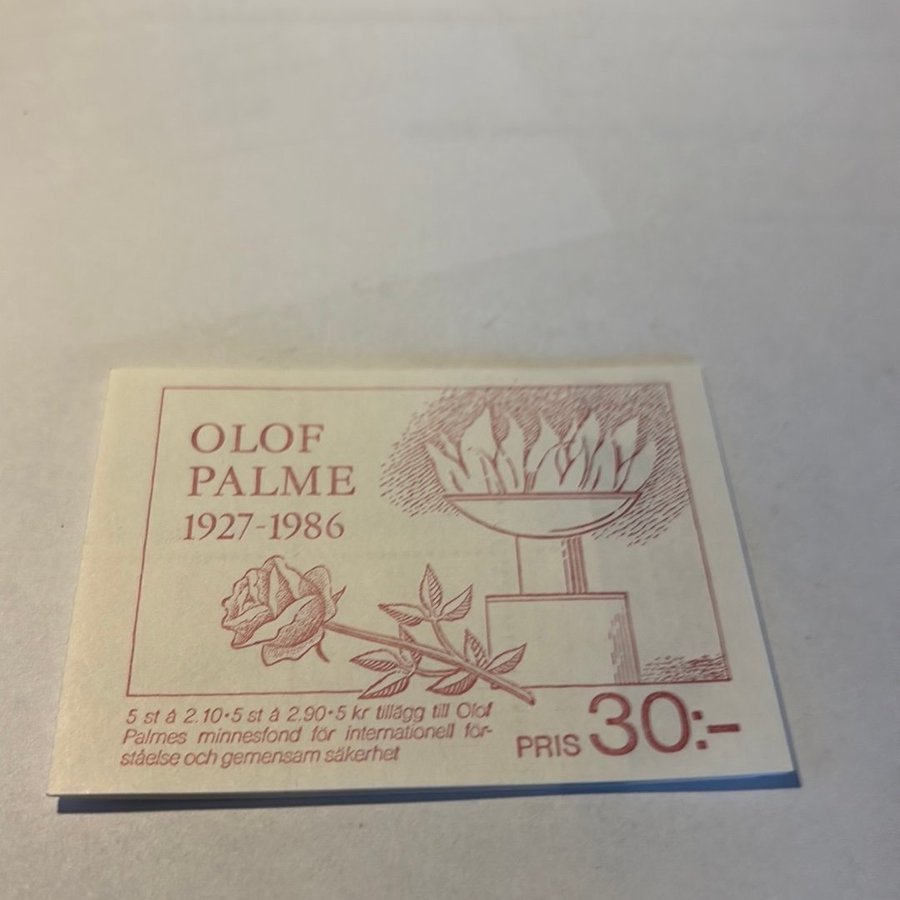 OLOF
PALME
1927-1986
5 st à 2.10•5 st à 2.90•5 kr tillägg till Olof
Palmes minnesfond för internationell för-
ståelse och gemensam säkerhet
PRIS 30:-